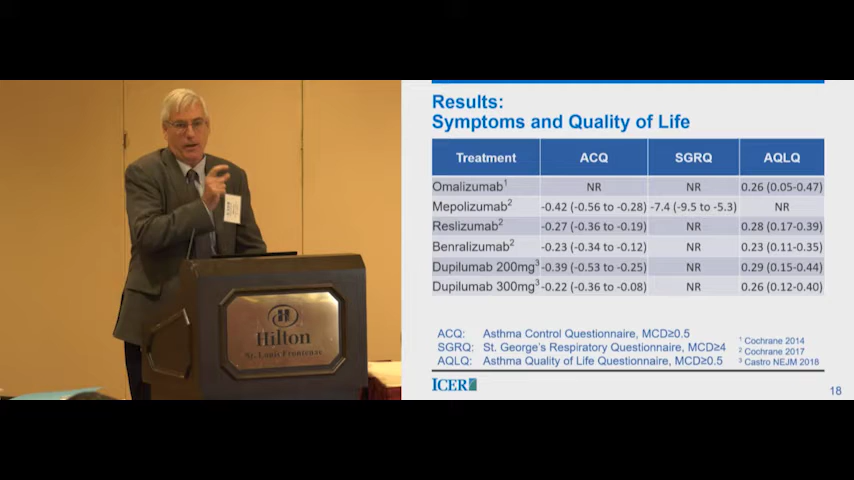 Results:
Symptoms and Quality of Life
Treatment ACQ SGRQ AQLQ
Omalizumab1 NR NR 0.26 (0.05-0.47)
Mepolizumab2 -0.42 (-0.56 to -0.28) -7.4 (-9.5 to -5.3) NR
Reslizumab2 -0.27 (-0.36 to -0.19) NR 0.28 (0.17-0.39)
Benralizumab2 -0.23 (-0.34 to -0.12) NR 0.23 (0.11-0.35)
Dupilumab 200mg3 -0.39 (-0.53 to -0.25) NR 0.29 (0.15-0.44)
Dupilumab 300mg3 -0.22 (-0.36 to -0.08) NR 0.26 (0.12-0.40)
ACQ: Asthma Control Questionnaire, MCD≥0.5
SGRQ: St. George's Respiratory Questionnaire, MCD≥4
AQLQ: Asthma Quality of Life Questionnaire, MCD≥0.5
1 Cochrane 2014
2 Cochrane 2017
3 Castro NEJM 2018
ICER
18
Hilton
St. Louis Frontenac